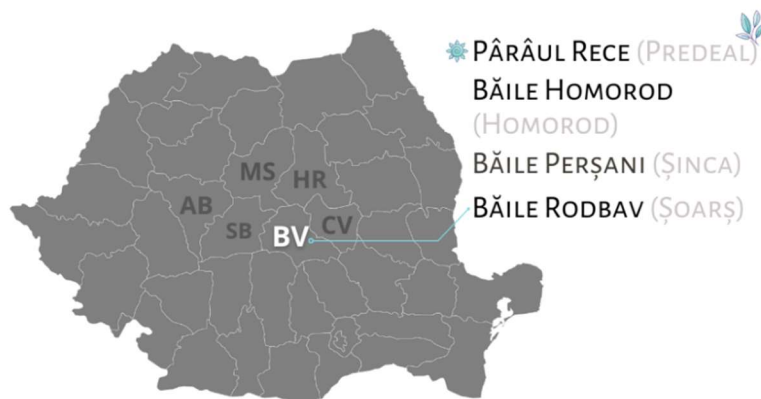 PÂRÂUL RECE (PREDEAL)
BĂILE HOMOROD
(HOMOROD)
BĂILE PERȘANI (ȘINCA)
BĂILE RODBAV (ȘOARȘ)
MS
HR
AB
SB
BV
CV